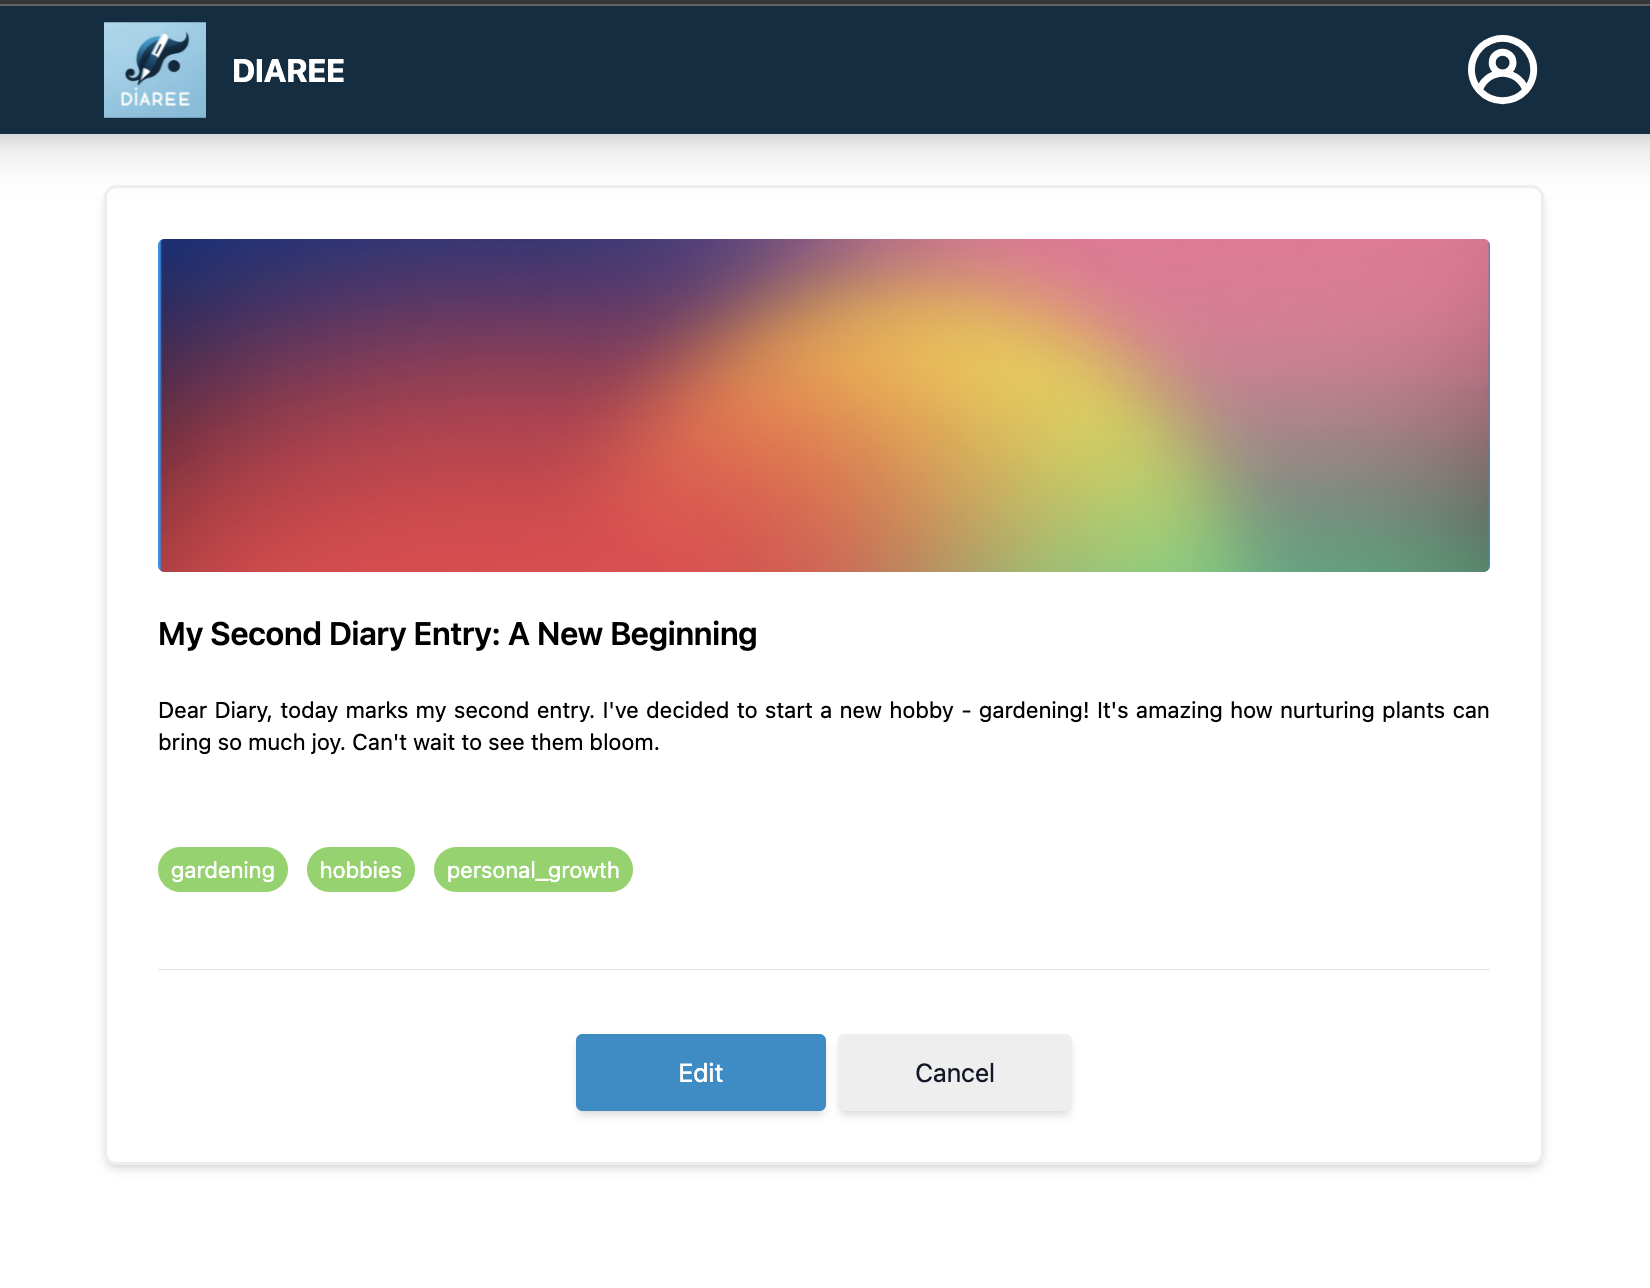 DIAREE
DIAREE
My Second Diary Entry: A New Beginning
Dear Diary, today marks my second entry. I've decided to start a new hobby - gardening! It's amazing how nurturing plants can
bring so much joy. Can't wait to see them bloom.
gardening hobbies personal_growth
Edit Cancel